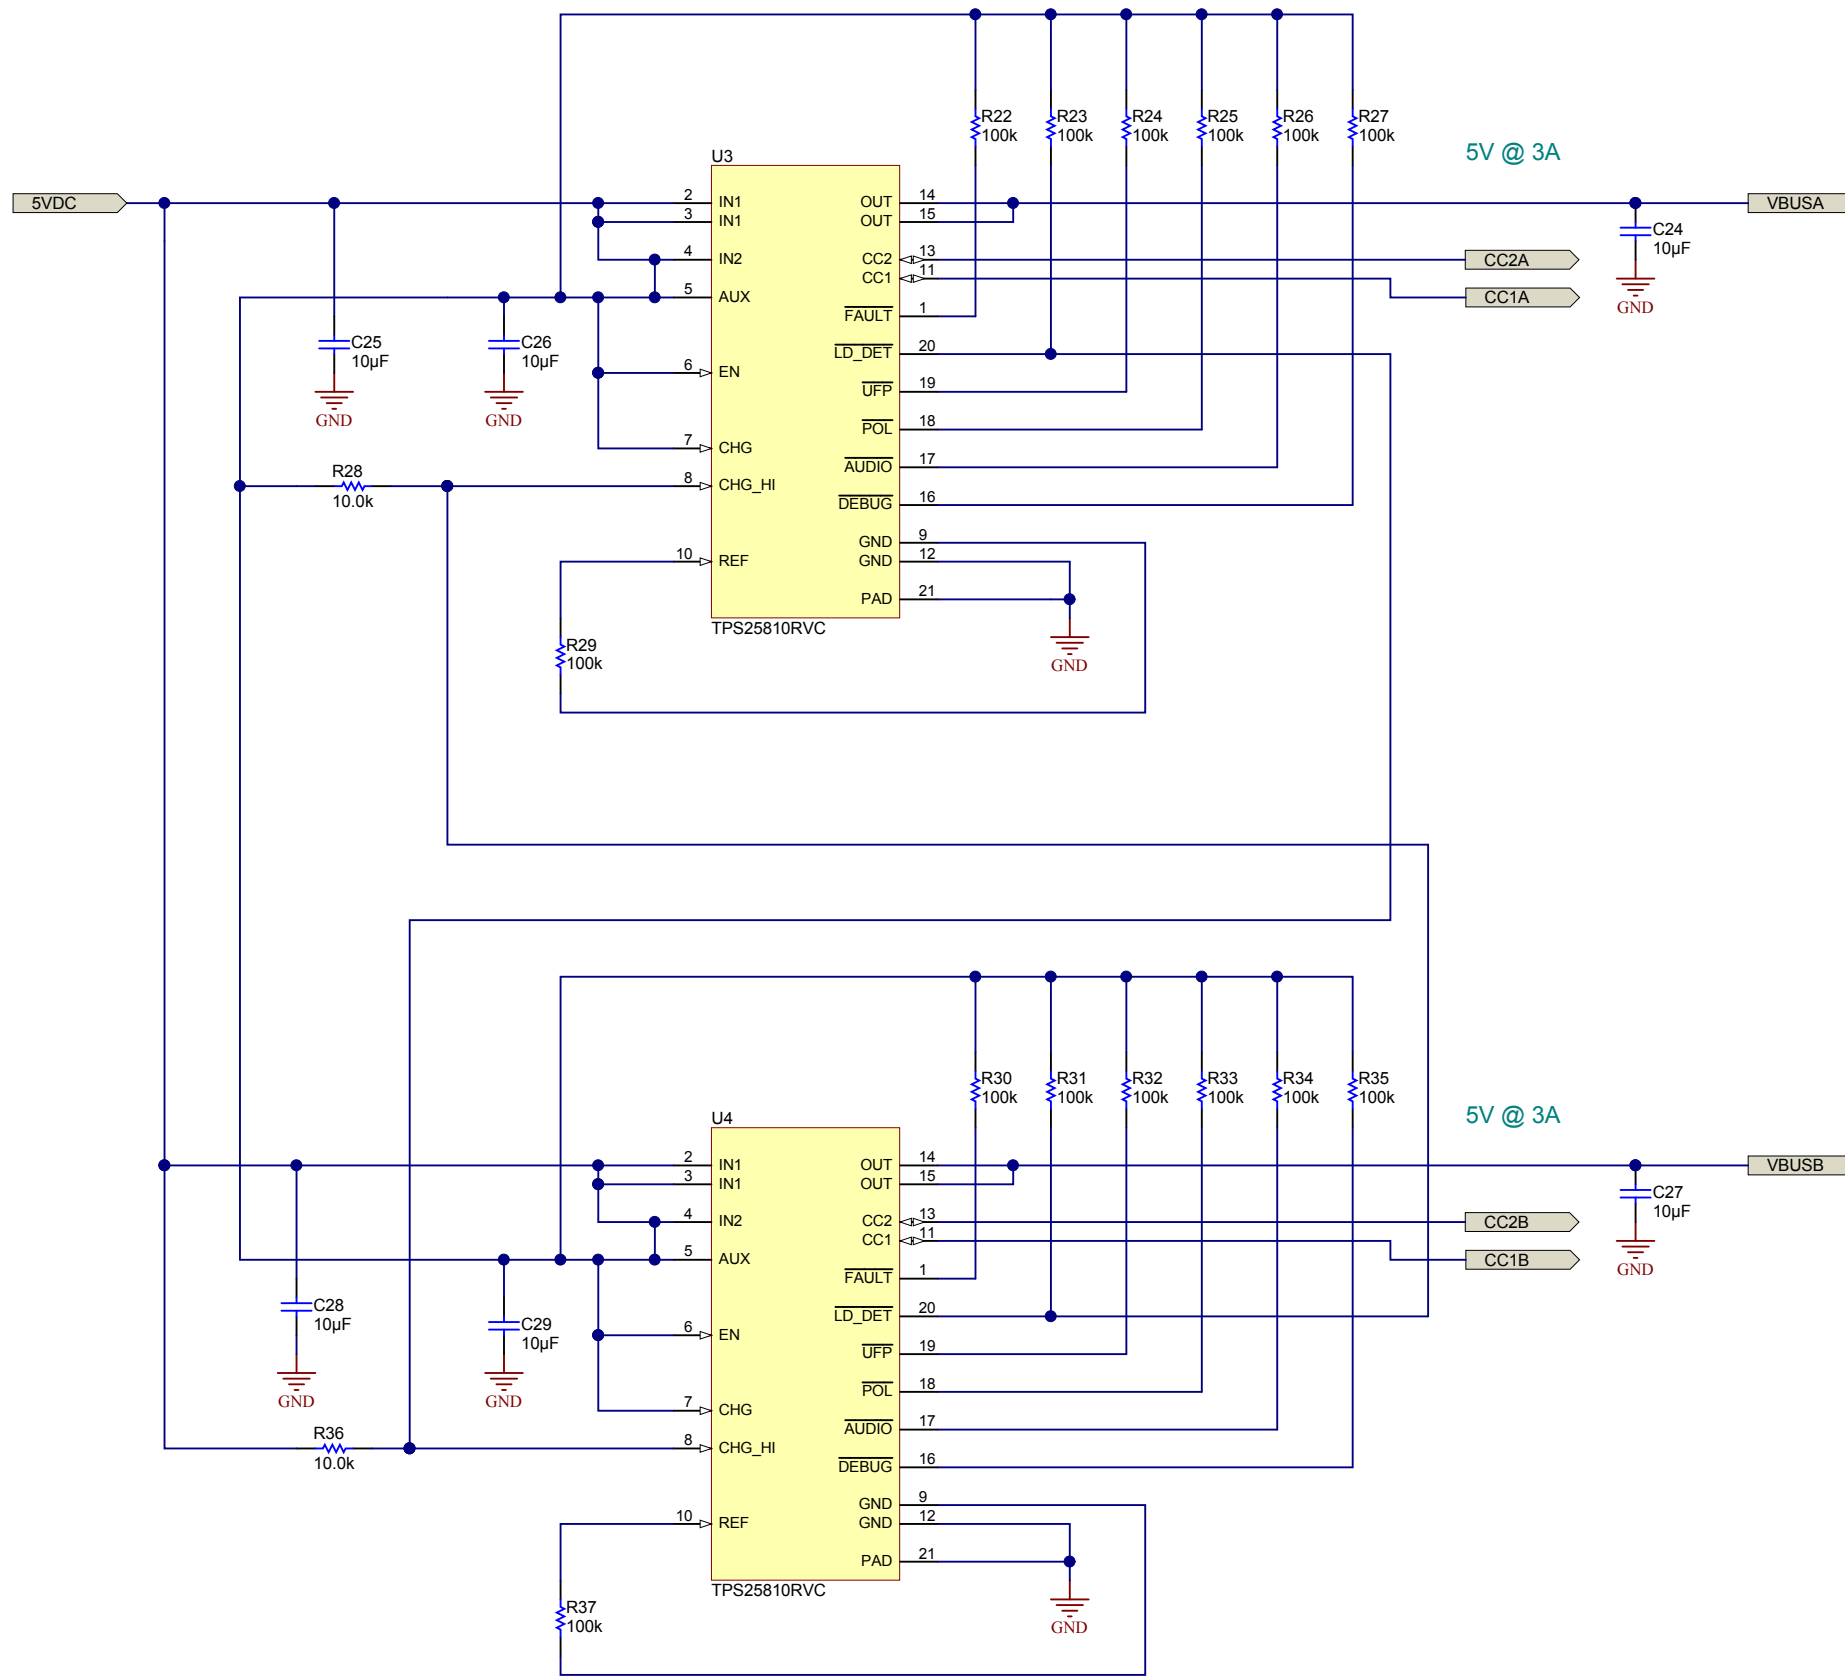 R22
100k
R23
100k
R24
100k
R25
100k
R26
100k
R27
100k
5V @ 3A
U3
5VDC
2 IN1
3 IN1
4 IN2
5 AUX
6 EN
7 CHG
8 CHG_HI
10 REF
OUT 14
OUT 15
CC2 13
CC1 11
FAULT 1
LD_DET 20
UFP 19
POL 18
AUDIO 17
DEBUG 16
GND 9
GND 12
PAD 21
TPS25810RVC
VBUSA
C24
10µF
GND
CC2A
CC1A
C25
10µF
GND
C26
10µF
GND
R28
10.0k
R29
100k
GND
R30
100k
R31
100k
R32
100k
R33
100k
R34
100k
R35
100k
5V @ 3A
U4
2 IN1
3 IN1
4 IN2
5 AUX
6 EN
7 CHG
8 CHG_HI
10 REF
OUT 14
OUT 15
CC2 13
CC1 11
FAULT 1
LD_DET 20
UFP 19
POL 18
AUDIO 17
DEBUG 16
GND 9
GND 12
PAD 21
TPS25810RVC
VBUSB
C27
10µF
GND
CC2B
CC1B
C28
10µF
GND
C29
10µF
GND
R36
10.0k
R37
100k
GND